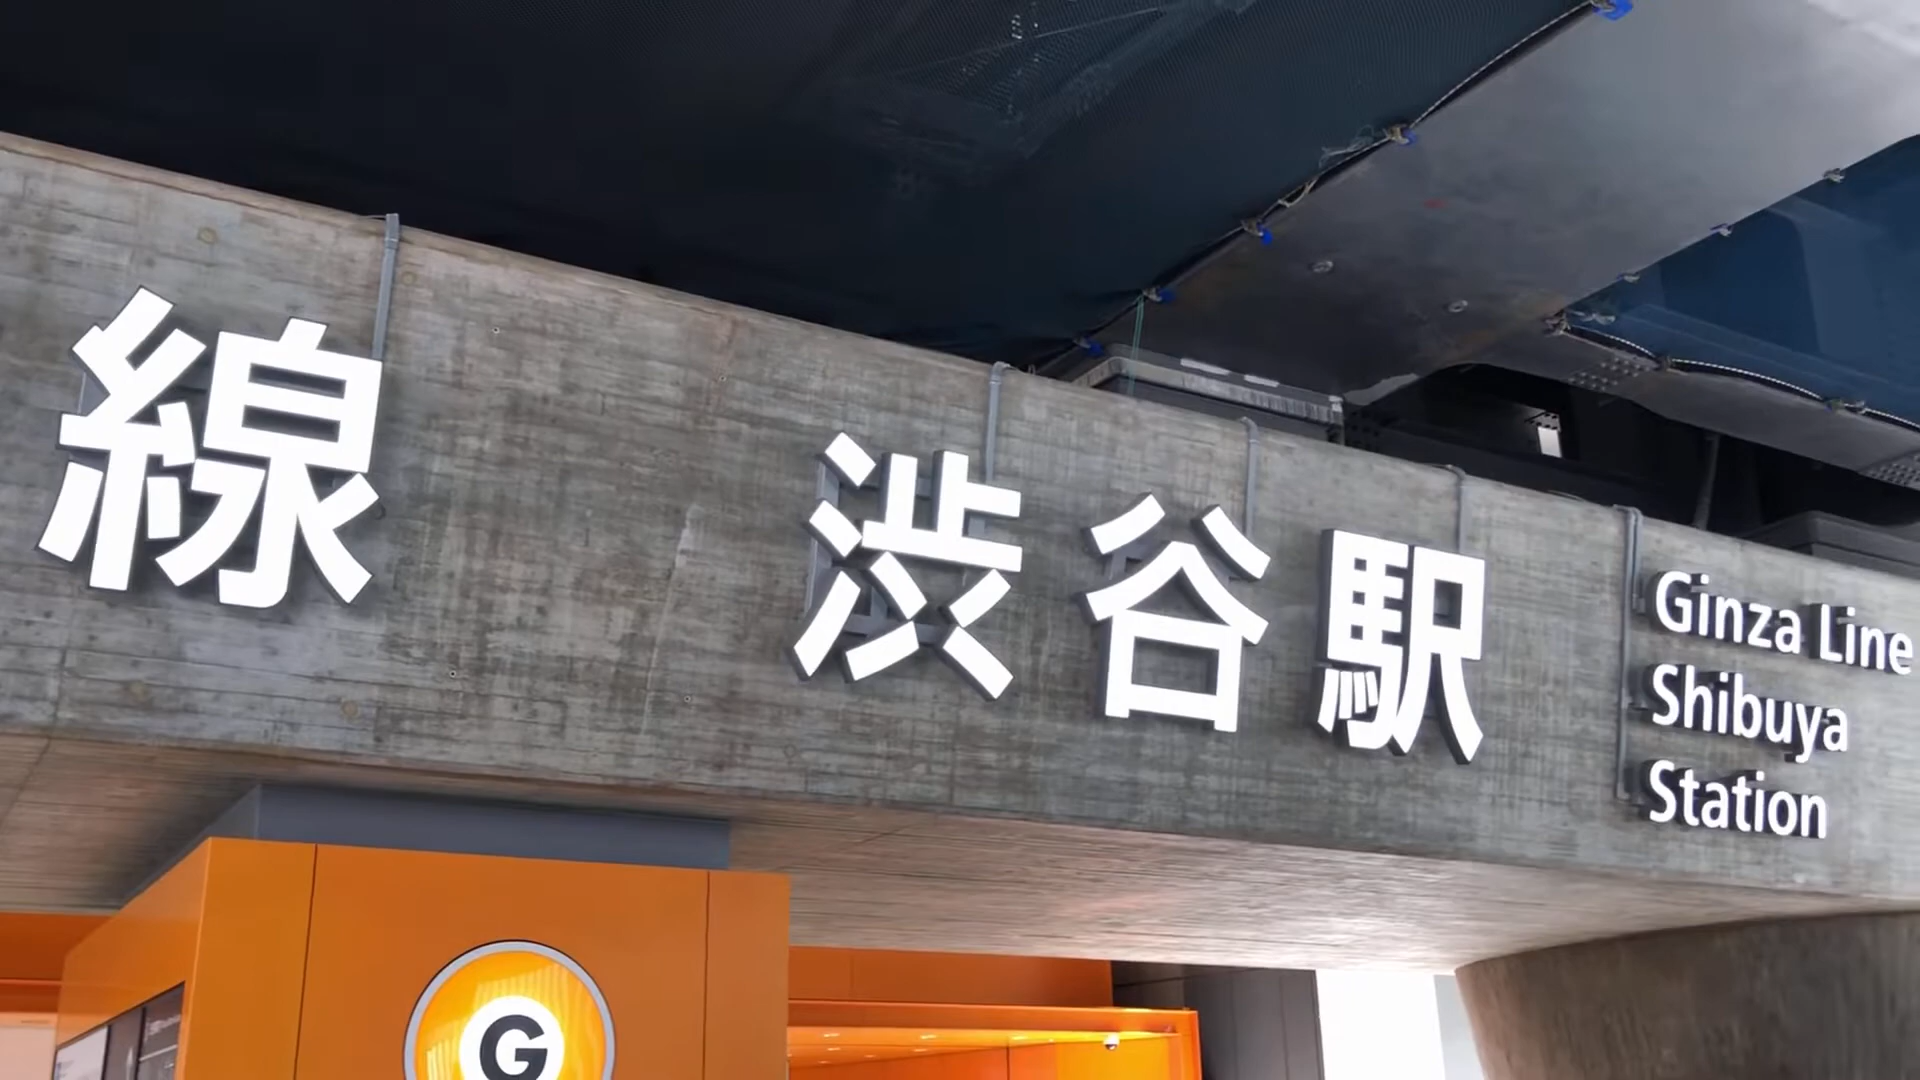 線 渋谷駅
Ginza Line
Shibuya
Station
G